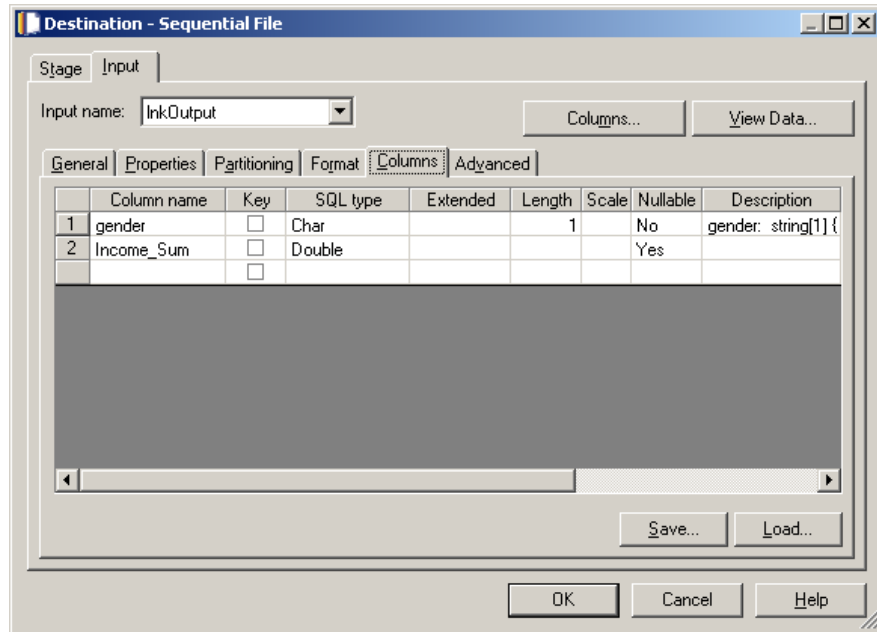 Destination - Sequential File
Stage Input
Input name: lnkOutput Columns... View Data...
General Properties Partitioning Format Columns Advanced
Column name Key SQL type Extended Length Scale Nullable Description
1 gender Char 1 No gender: string[1] {
2 Income_Sum Double Yes
Save... Load...
OK Cancel Help